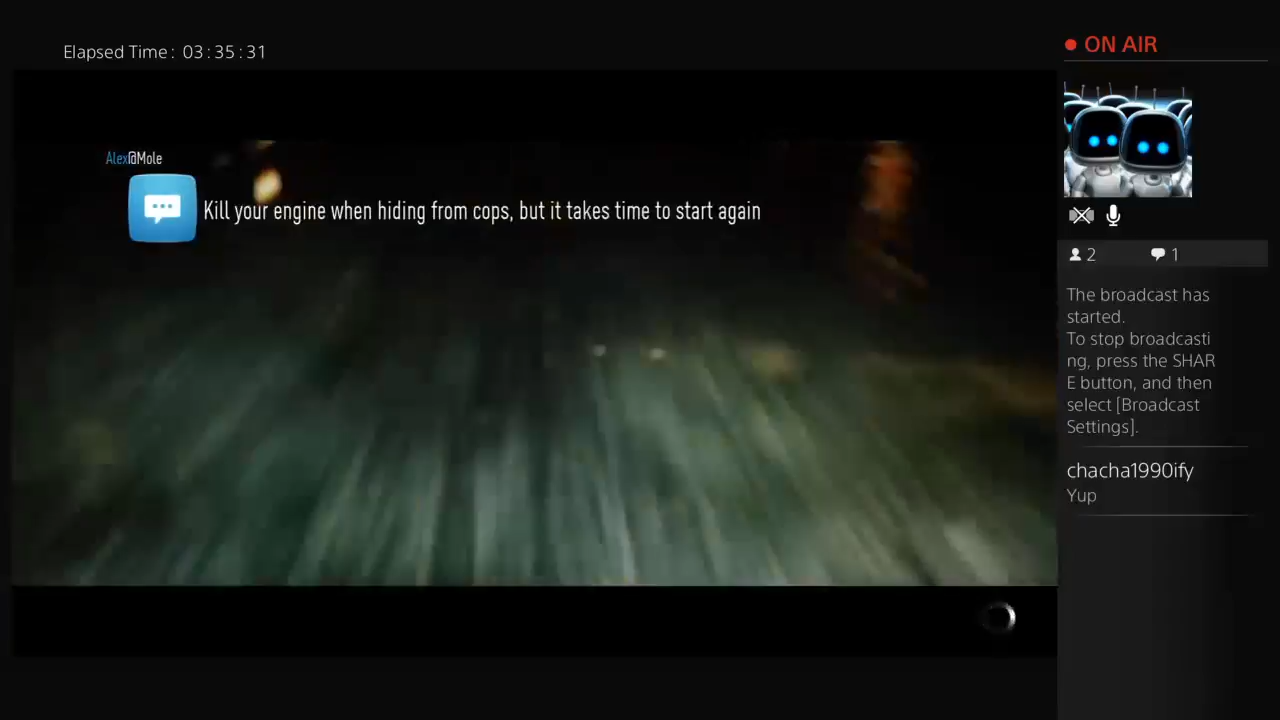 Elapsed Time: 03:35:31
ON AIR
Alex@Mole
Kill your engine when hiding from cops, but it takes time to start again
2
1
The broadcast has
started.
To stop broadcasti
ng, press the SHAR
E button, and then
select [Broadcast
Settings].
chacha1990ify
Yup